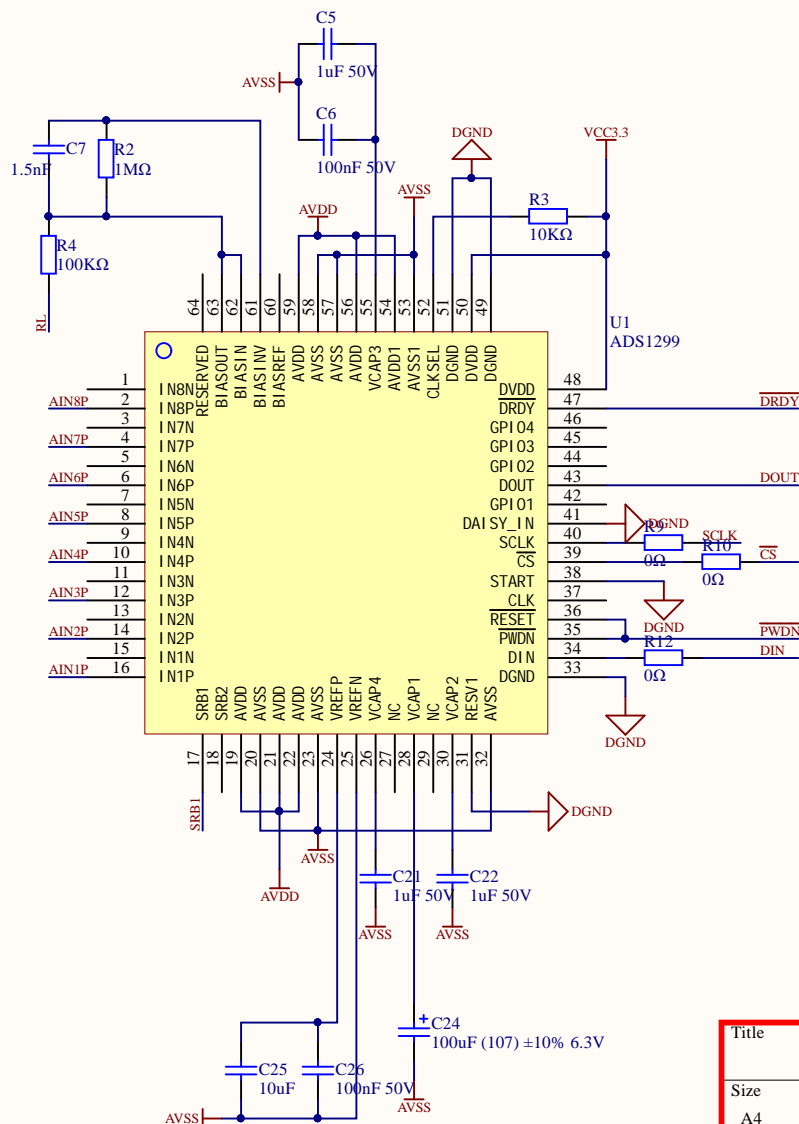 C5
1uF 50V
AVSS
C6
100nF 50V
C7
1.5nF
R2
1MΩ
R4
100KΩ
RL
AVDD
AVSS
DGND
VCC3.3
R3
10KΩ
U1
ADS1299
64 63 62 61 60 59 58 57 56 55 54 53 52 51 50 49
RESERVED BIASOUT BIASIN BIASINV BIASREF AVDD AVSS AVSS AVDD VCAP3 AVDD1 AVSS1 CLKSEL DGND DVDD DGND
1 IN8N
AIN8P 2 IN8P
3 IN7N
AIN7P 4 IN7P
5 IN6N
AIN6P 6 IN6P
7 IN5N
AIN5P 8 IN5P
9 IN4N
AIN4P 10 IN4P
11 IN3N
AIN3P 12 IN3P
13 IN2N
AIN2P 14 IN2P
15 IN1N
AIN1P 16 IN1P
DVDD 48
DRDY 47 DRDY
GPIO4 46
GPIO3 45
GPIO2 44
DOUT 43 DOUT
GPIO1 42
DAISY_IN 41 DGND
SCLK 40 R9 0Ω SCLK
CS 39 R10 0Ω CS
START 38 DGND
CLK 37
RESET 36
PWDN 35 PWDN
DIN 34 R12 0Ω DIN
DGND 33
DGND
SRB1 SRB2 AVDD AVSS AVDD AVDD AVSS VREFP VREFN VCAP4 NC VCAP1 NC VCAP2 RESV1 AVSS
17 18 19 20 21 22 23 24 25 26 27 28 29 30 31 32
SRB1
DGND
AVSS
AVDD
C21
1uF 50V
AVSS
C22
1uF 50V
AVSS
+
C24
100uF (107) ±10% 6.3V
AVSS
C25
10uF
C26
100nF 50V
AVSS
Title
Size
A4